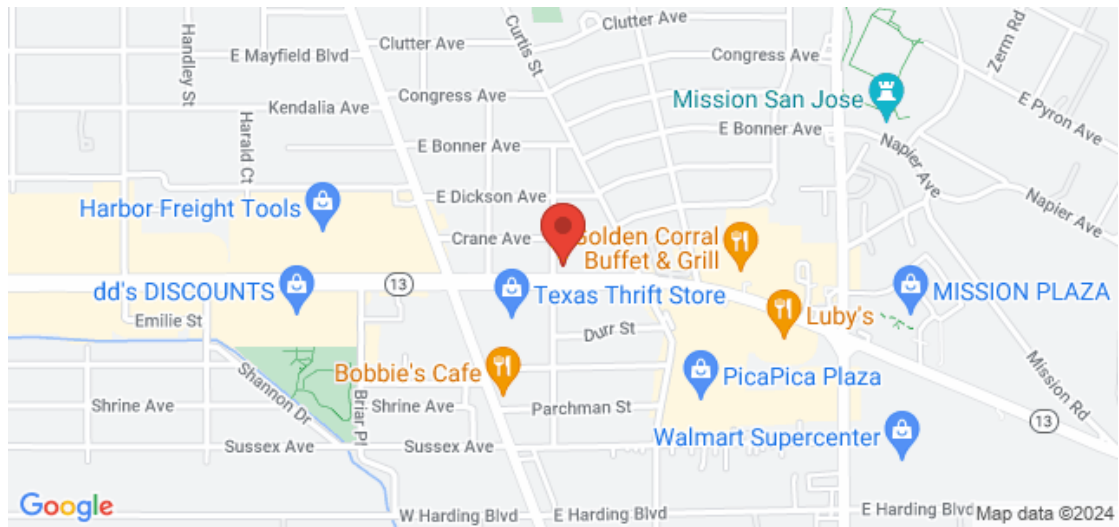 Handley St
E Mayfield Blvd
Clutter Ave
Curtis St
Clutter Ave
Congress Ave
Zerm Rd
Kendalia Ave
Congress Ave
Mission San Jose
E Pyron Ave
Harald Ct
E Bonner Ave
E Bonner Ave
Napier Ave
Napier Ave
E Dickson Ave
Harbor Freight Tools
Crane Ave
Golden Corral
Buffet & Grill
13
dd's DISCOUNTS
Texas Thrift Store
MISSION PLAZA
Emilie St
Durr St
Luby's
Mission Rd
Shannon Dr
Briar Pl
Bobbie's Cafe
PicaPica Plaza
Shrine Ave
Shrine Ave
Parchman St
13
Sussex Ave
Sussex Ave
Walmart Supercenter
Google
W Harding Blvd
E Harding Blvd
E Harding Blvd
Map data ©2024